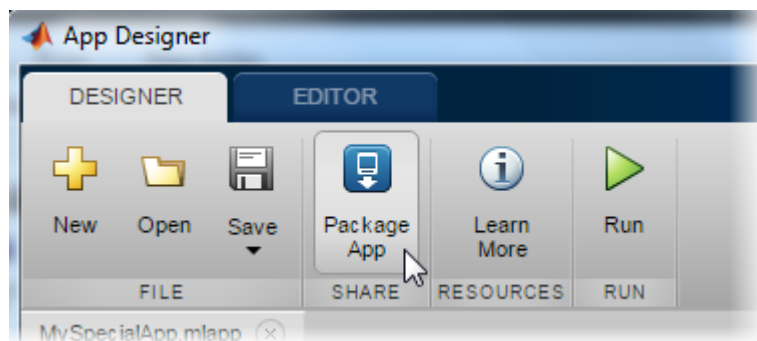 App Designer
DESIGNER
EDITOR
New
Open
Save
Package
App
Learn
More
Run
FILE
SHARE
RESOURCES
RUN
MySpecialApp.mlapp